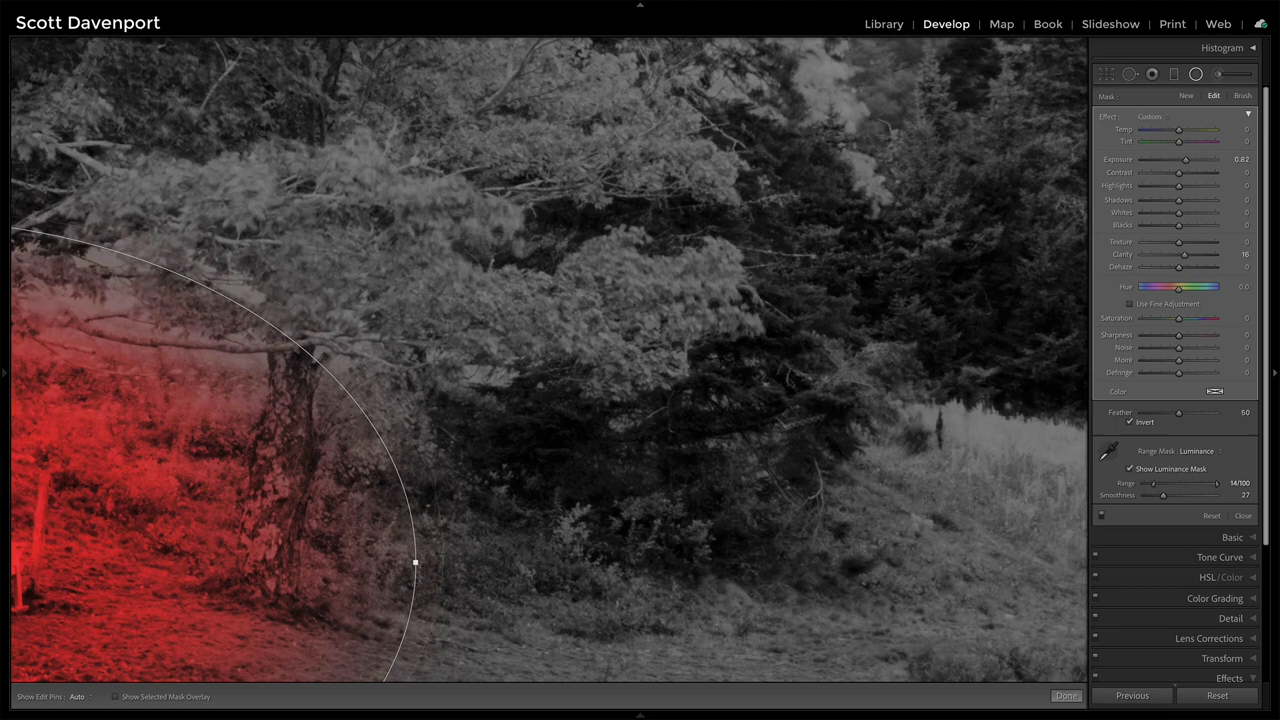 Scott Davenport
Library | Develop | Map | Book | Slideshow | Print | Web
Histogram
Mask : New Edit Brush
Effect : Custom
Temp 0
Tint 0
Exposure 0.82
Contrast 0
Highlights 0
Shadows 0
Whites 0
Blacks 0
Texture 0
Clarity 16
Dehaze 0
Hue 0.0
Use Fine Adjustment
Saturation 0
Sharpness 0
Noise 0
Moiré 0
Defringe 0
Color
Feather 50
Invert
Range Mask : Luminance
Show Luminance Mask
Range 14/100
Smoothness 27
Reset Close
Basic
Tone Curve
HSL / Color
Color Grading
Detail
Lens Corrections
Transform
Effects
Show Edit Pins : Auto Show Selected Mask Overlay Done
Previous Reset